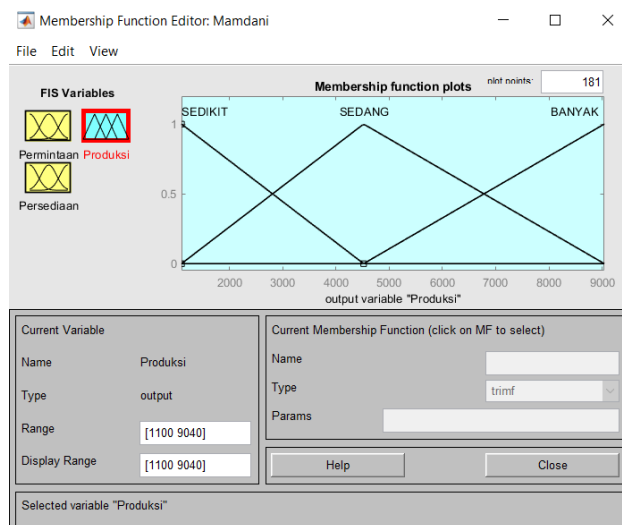 Membership Function Editor: Mamdani
File Edit View
FIS Variables
Permintaan Produksi
Persediaan
Membership function plots
plot points: 181
SEDIKIT SEDANG BANYAK
1
0.5
0
2000 3000 4000 5000 6000 7000 8000 9000
output variable "Produksi"
Current Variable
Name Produksi
Type output
Range [1100 9040]
Display Range [1100 9040]
Current Membership Function (click on MF to select)
Name
Type trimf
Params
Help Close
Selected variable "Produksi"